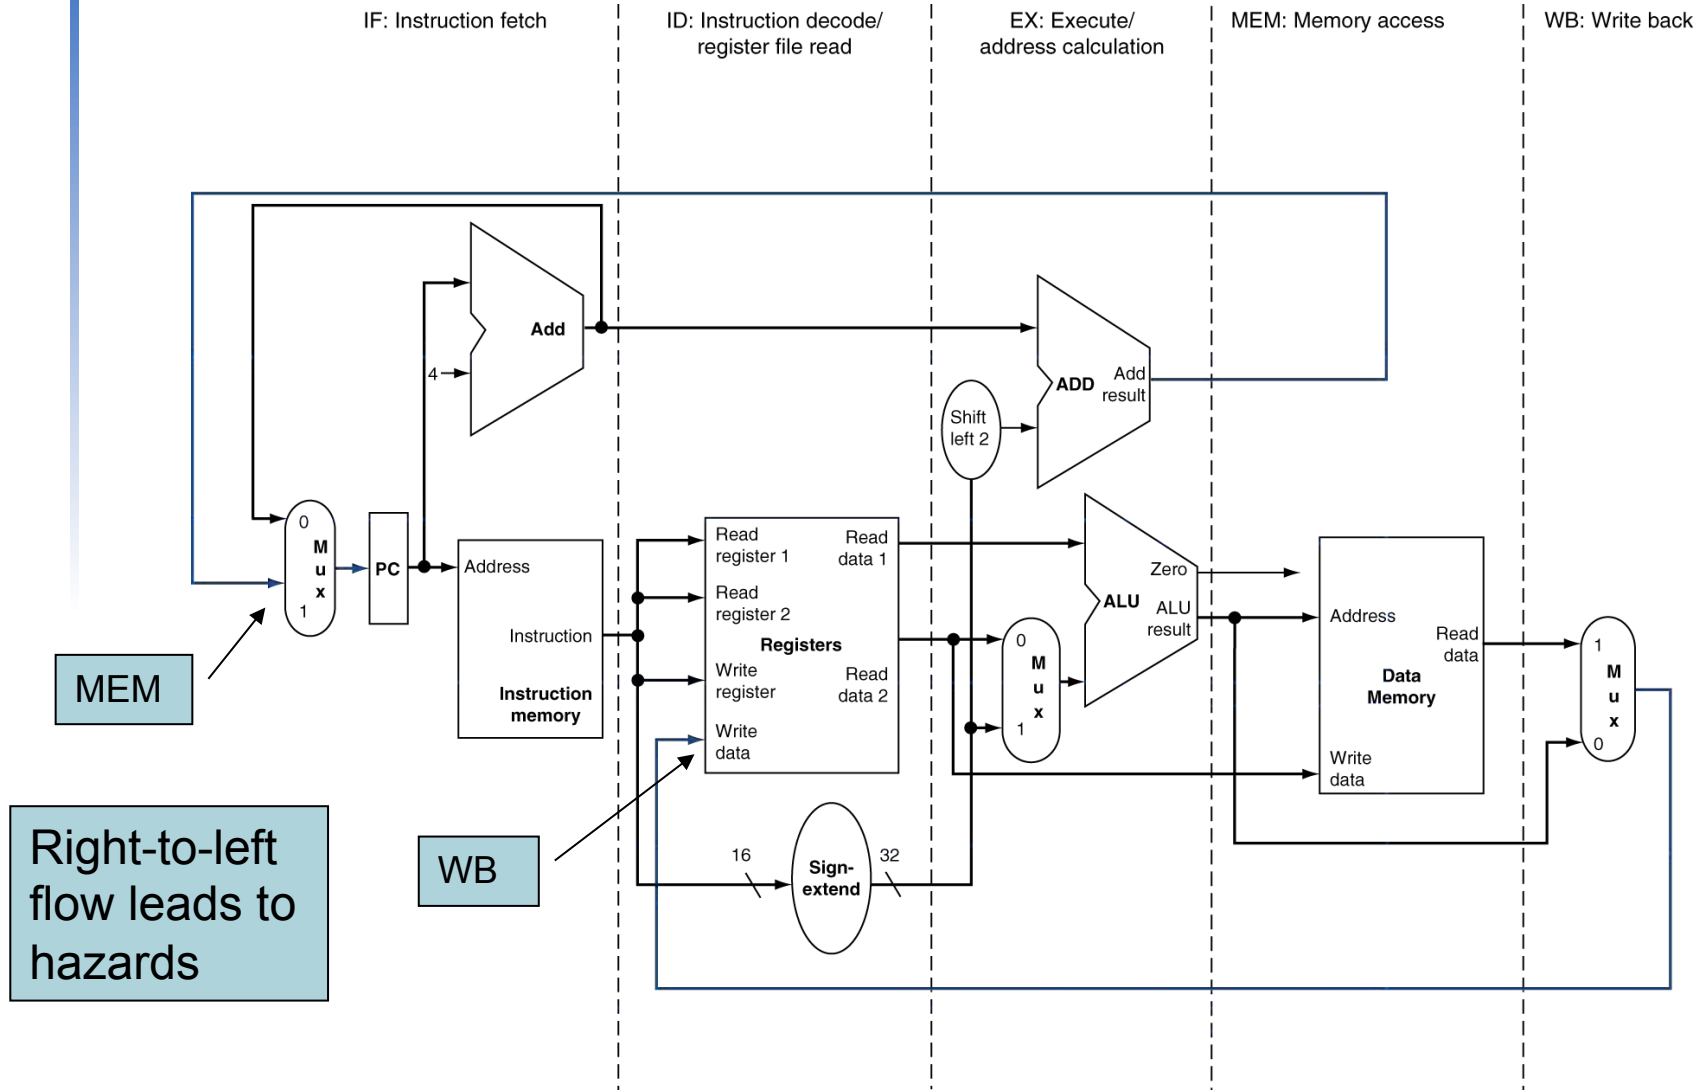 IF: Instruction fetch
ID: Instruction decode/
register file read
EX: Execute/
address calculation
MEM: Memory access
WB: Write back
Add
4
ADD
Add
result
Shift
left 2
0
M
u
x
1
PC
Address
Instruction
Instruction
memory
Read
register 1
Read
register 2
Write
register
Write
data
Registers
Read
data 1
Read
data 2
0
M
u
x
1
Zero
ALU
ALU
result
Address
Read
data
Data
Memory
Write
data
1
M
u
x
0
16
Sign-
extend
32
MEM
WB
Right-to-left
flow leads to
hazards